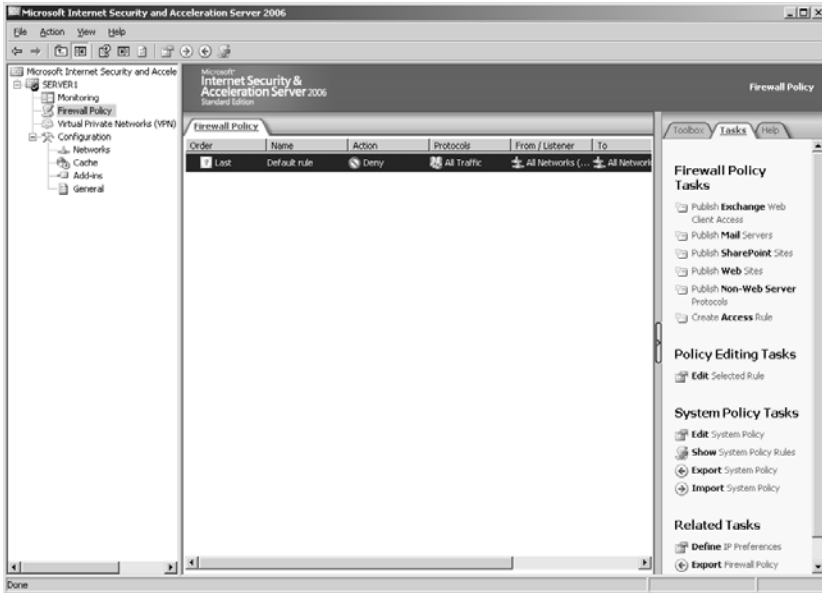 Microsoft Internet Security and Acceleration Server 2006
File Action View Help
Microsoft Internet Security and Accele
SERVER1
Monitoring
Firewall Policy
Virtual Private Networks (VPN)
Configuration
Networks
Cache
Add-ins
General
Microsoft
Internet Security &
Acceleration Server 2006
Standard Edition
Firewall Policy
Firewall Policy
Order Name Action Protocols From / Listener To
Last Default rule Deny All Traffic All Networks (... All Network
Toolbox Tasks Help
Firewall Policy
Tasks
Publish Exchange Web
Client Access
Publish Mail Servers
Publish SharePoint Sites
Publish Web Sites
Publish Non-Web Server
Protocols
Create Access Rule
Policy Editing Tasks
Edit Selected Rule
System Policy Tasks
Edit System Policy
Show System Policy Rules
Export System Policy
Import System Policy
Related Tasks
Define IP Preferences
Export Firewall Policy
Done